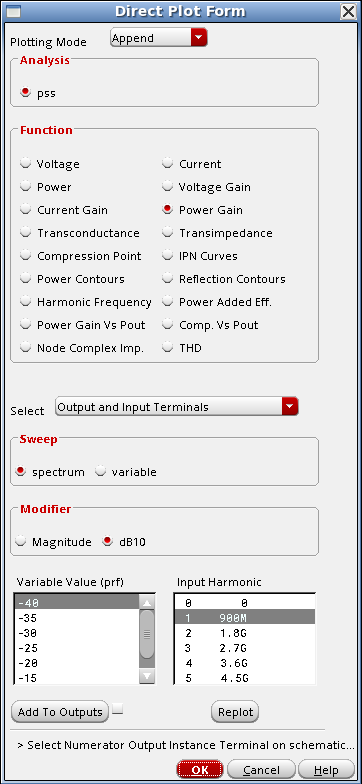 Direct Plot Form
Plotting Mode Append
Analysis
pss
Function
Voltage Current
Power Voltage Gain
Current Gain Power Gain
Transconductance Transimpedance
Compression Point IPN Curves
Power Contours Reflection Contours
Harmonic Frequency Power Added Eff.
Power Gain Vs Pout Comp. Vs Pout
Node Complex Imp. THD
Select Output and Input Terminals
Sweep
spectrum variable
Modifier
Magnitude dB10
Variable Value (prf) Input Harmonic
-40 0 0
-35 1 900M
-30 2 1.8G
-25 3 2.7G
-20 4 3.6G
-15 5 4.5G
Add To Outputs Replot
> Select Numerator Output Instance Terminal on schematic...
OK Cancel Help